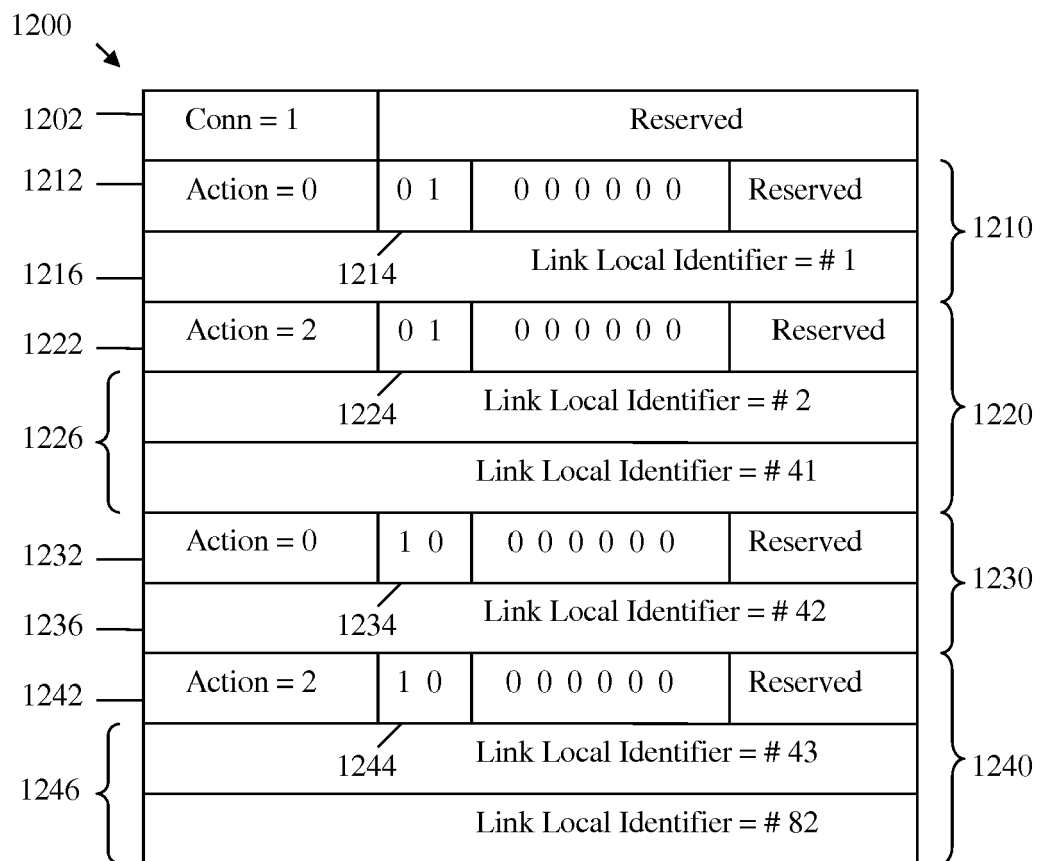 1200
1202 Conn = 1 Reserved
1212 Action = 0 0 1 0 0 0 0 0 0 Reserved
1210
1214
1216 Link Local Identifier = # 1
1222 Action = 2 0 1 0 0 0 0 0 0 Reserved
1224 Link Local Identifier = # 2
1220
1226
Link Local Identifier = # 41
1232 Action = 0 1 0 0 0 0 0 0 0 Reserved
1230
1234
1236 Link Local Identifier = # 42
1242 Action = 2 1 0 0 0 0 0 0 0 Reserved
1244 Link Local Identifier = # 43
1240
1246
Link Local Identifier = # 82